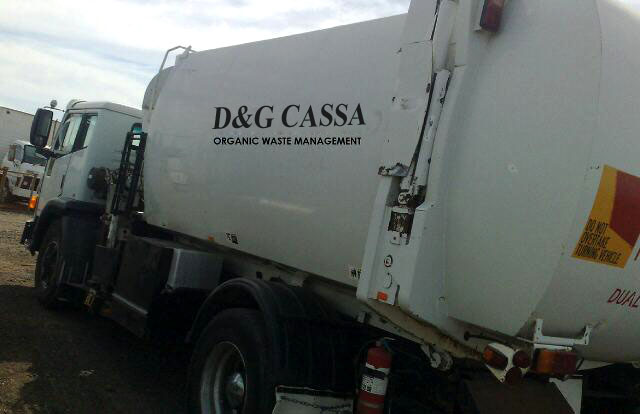 D&G CASSA
ORGANIC WASTE MANAGEMENT
DO NOT
OVERTAKE
TURNING VEHICLE
DUAL